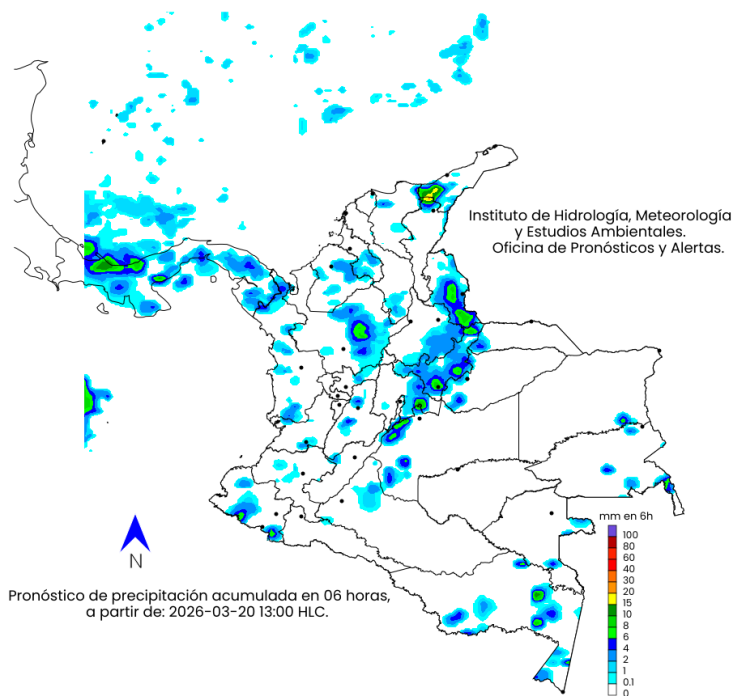 Instituto de Hidrología, Meteorología
y Estudios Ambientales.
Oficina de Pronósticos y Alertas.
mm en 6h
100
80
60
40
30
20
15
10
8
6
4
2
1
0.1
0
N
Pronóstico de precipitación acumulada en 06 horas,
a partir de: 2026-03-20 13:00 HLC.